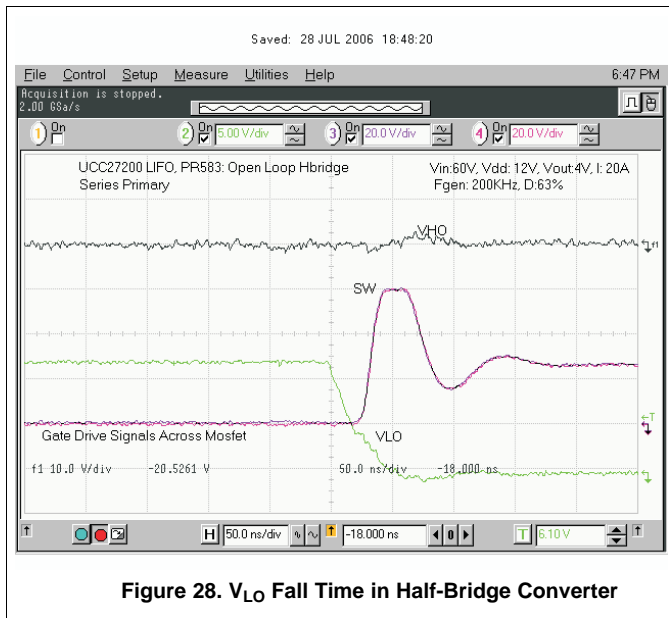 Saved: 28 JUL 2006 18:48:20
File Control Setup Measure Utilities Help 6:47 PM
Acquisition is stopped.
2.00 GSa/s
1 On 2 On 5.00 V/div 3 On 20.0 V/div 4 On 20.0 V/div
UCC27200 LIFO, PR583: Open Loop Hbridge
Series Primary
Vin:60V, Vdd: 12V, Vout:4V, I: 20A
Fgen: 200KHz, D:63%
VHO
f1
SW
T
Gate Drive Signals Across Mosfet
VLO
f1 10.0 V/div -20.5261 V 50.0 ns/div -18.000 ns
H 50.0 ns/div -18.000 ns 0 T 6.10 V
Figure 28. VLO Fall Time in Half-Bridge Converter